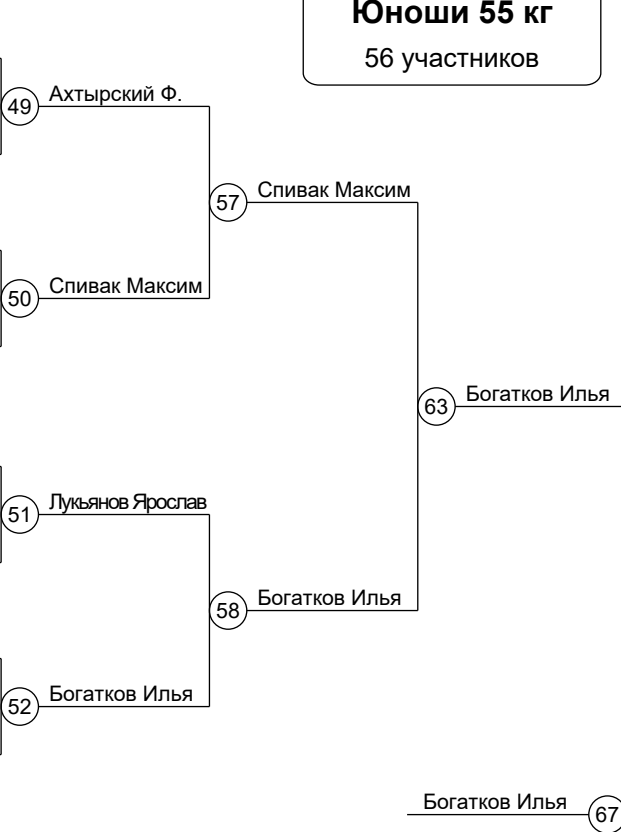 Юноши 55 кг
56 участников
49 Ахтырский Ф.
57 Спивак Максим
50 Спивак Максим
63 Богатков Илья
51 Лукьянов Ярослав
58 Богатков Илья
52 Богатков Илья
Богатков Илья 67